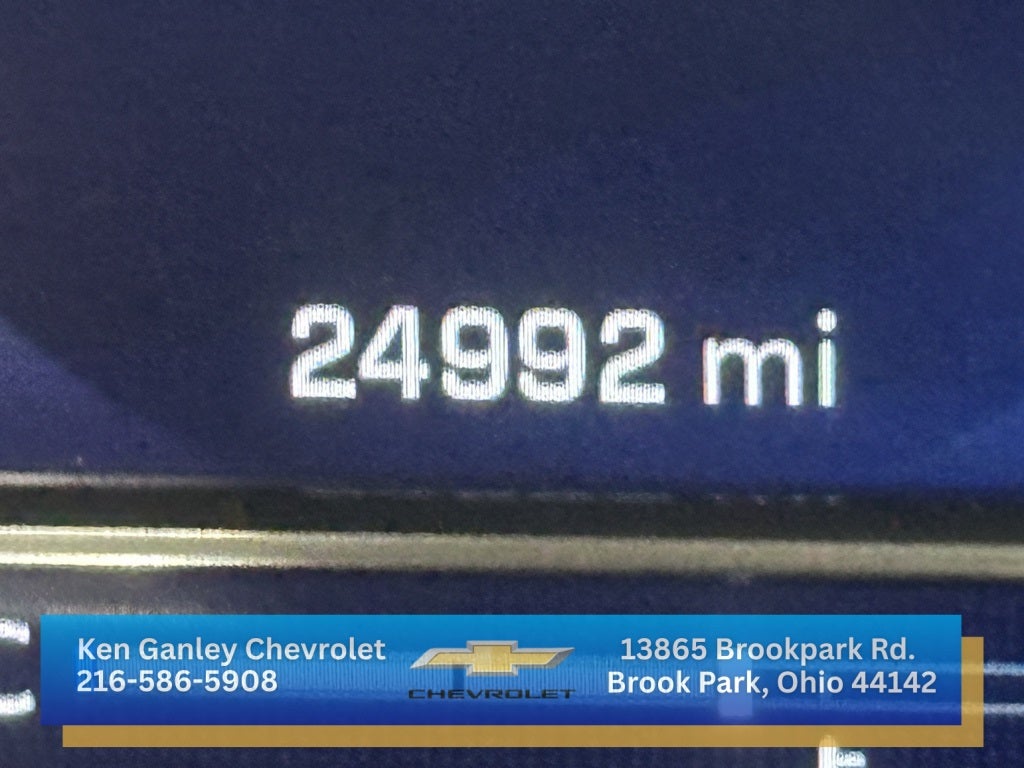 24992 mi
Ken Ganley Chevrolet
216-586-5908
CHEVROLET
13865 Brookpark Rd.
Brook Park, Ohio 44142